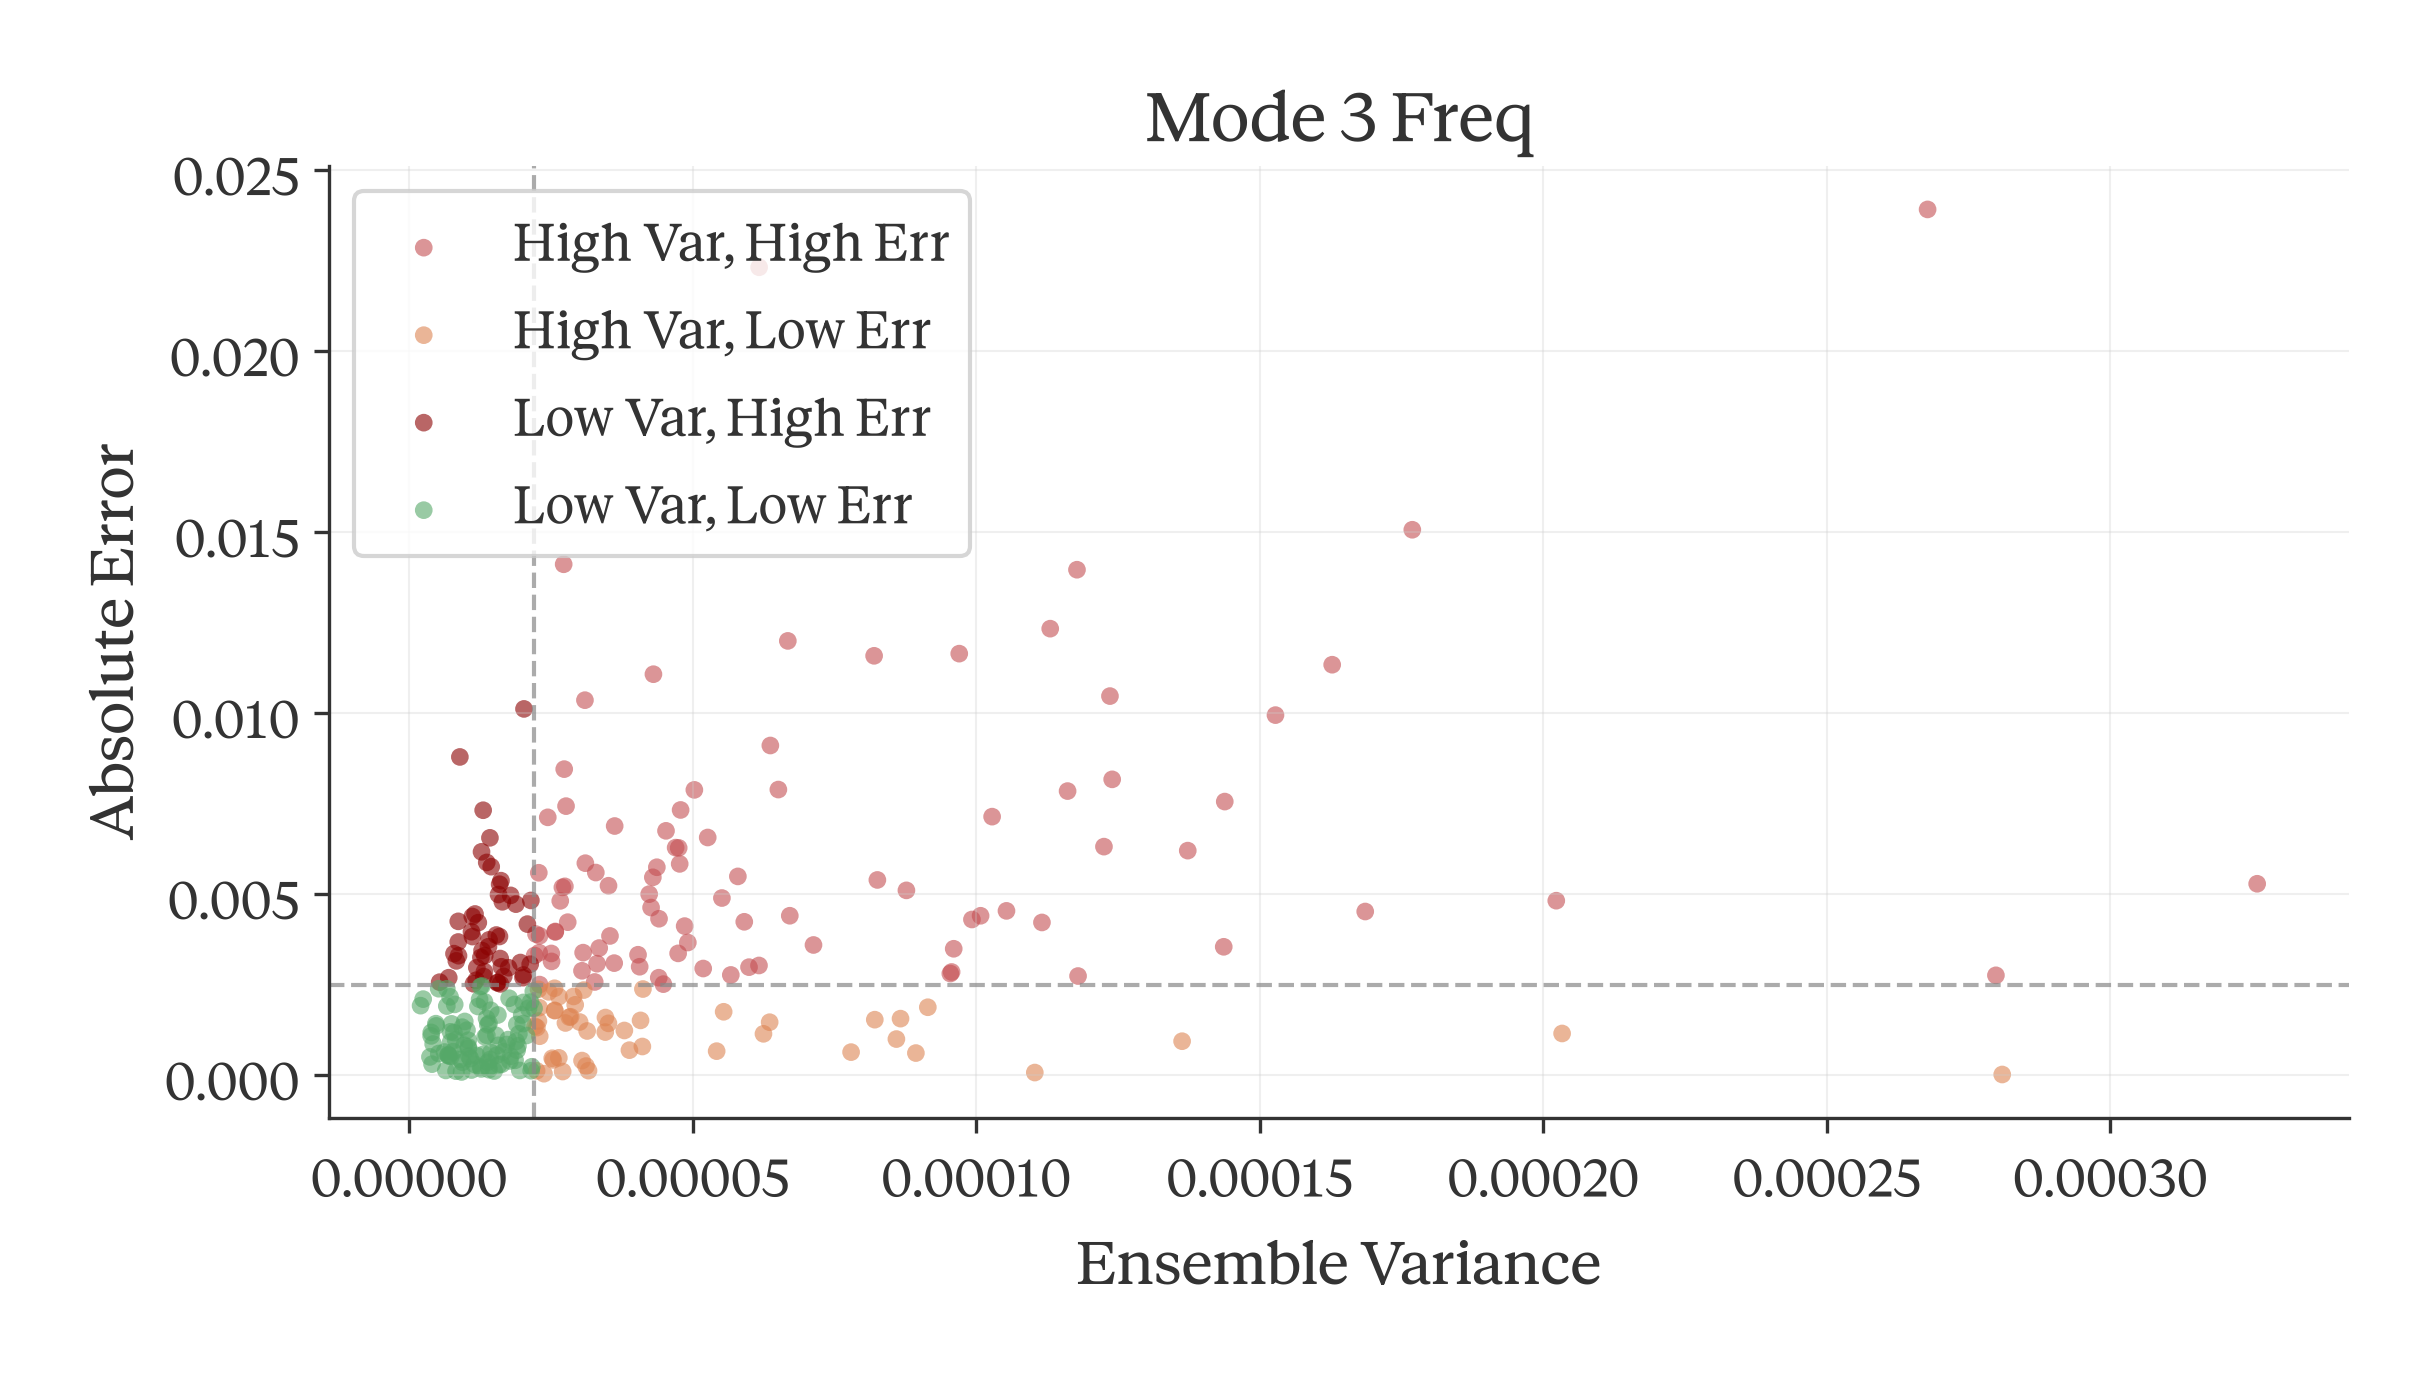 Mode 3 Freq
0.025
0.020
0.015
0.010
0.005
0.000
Absolute Error
High Var, High Err
High Var, Low Err
Low Var, High Err
Low Var, Low Err
0.00000 0.00005 0.00010 0.00015 0.00020 0.00025 0.00030
Ensemble Variance